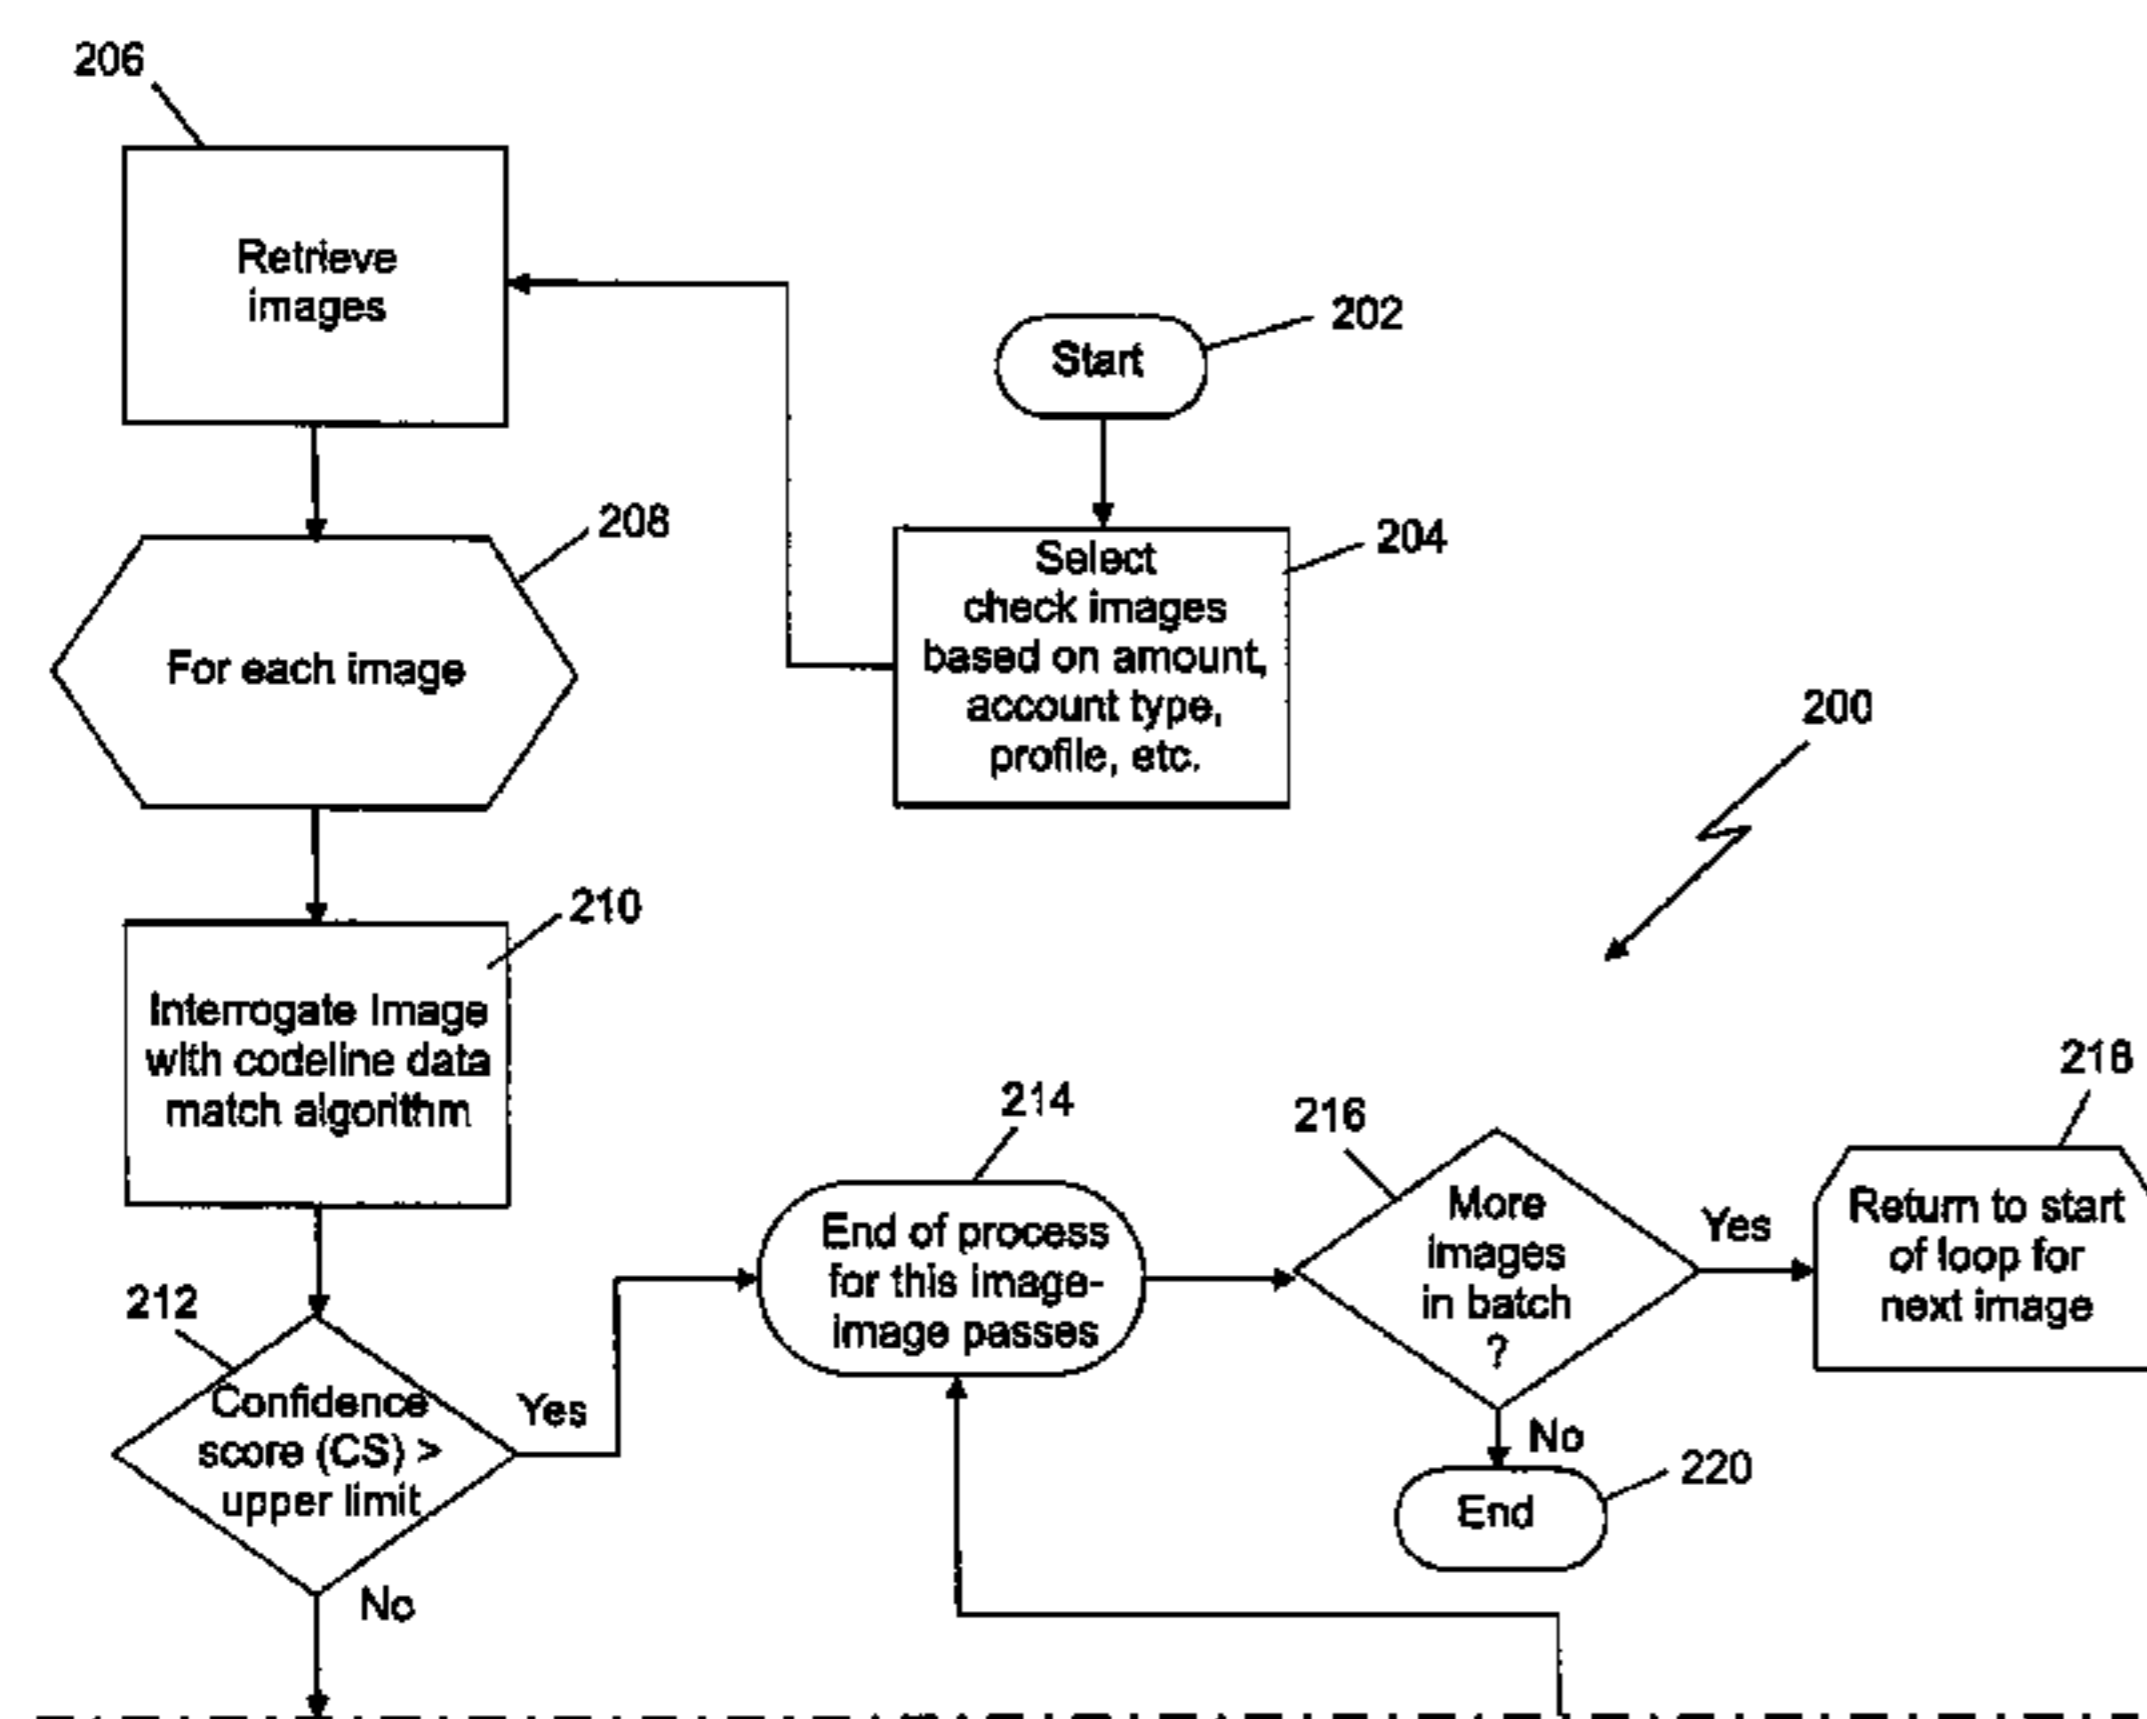 206
Retrieve
images
202
Start
208
For each image
204
Select
check images
based on amount,
account type,
profile, etc.
200
210
Interrogate Image
with codeline data
match algorithm
212
Confidence
score (CS) >
upper limit
Yes
No
214
End of process
for this image-
image passes
216
More
images
in batch
?
Yes
No
218
Return to start
of loop for
next image
220
End